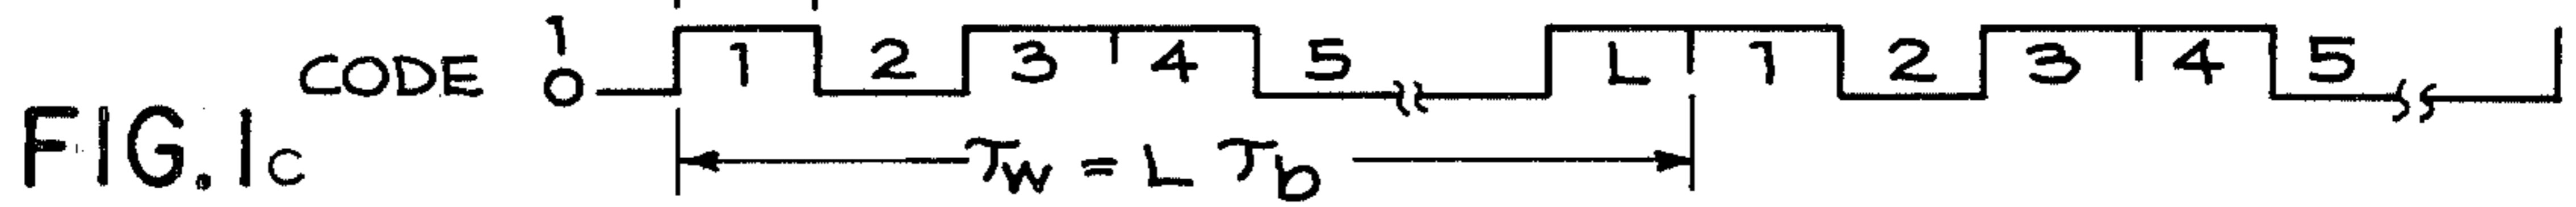 1
CODE 0
1 2 3 4 5 L 1 2 3 4 5
τw = L τb
FIG.1c